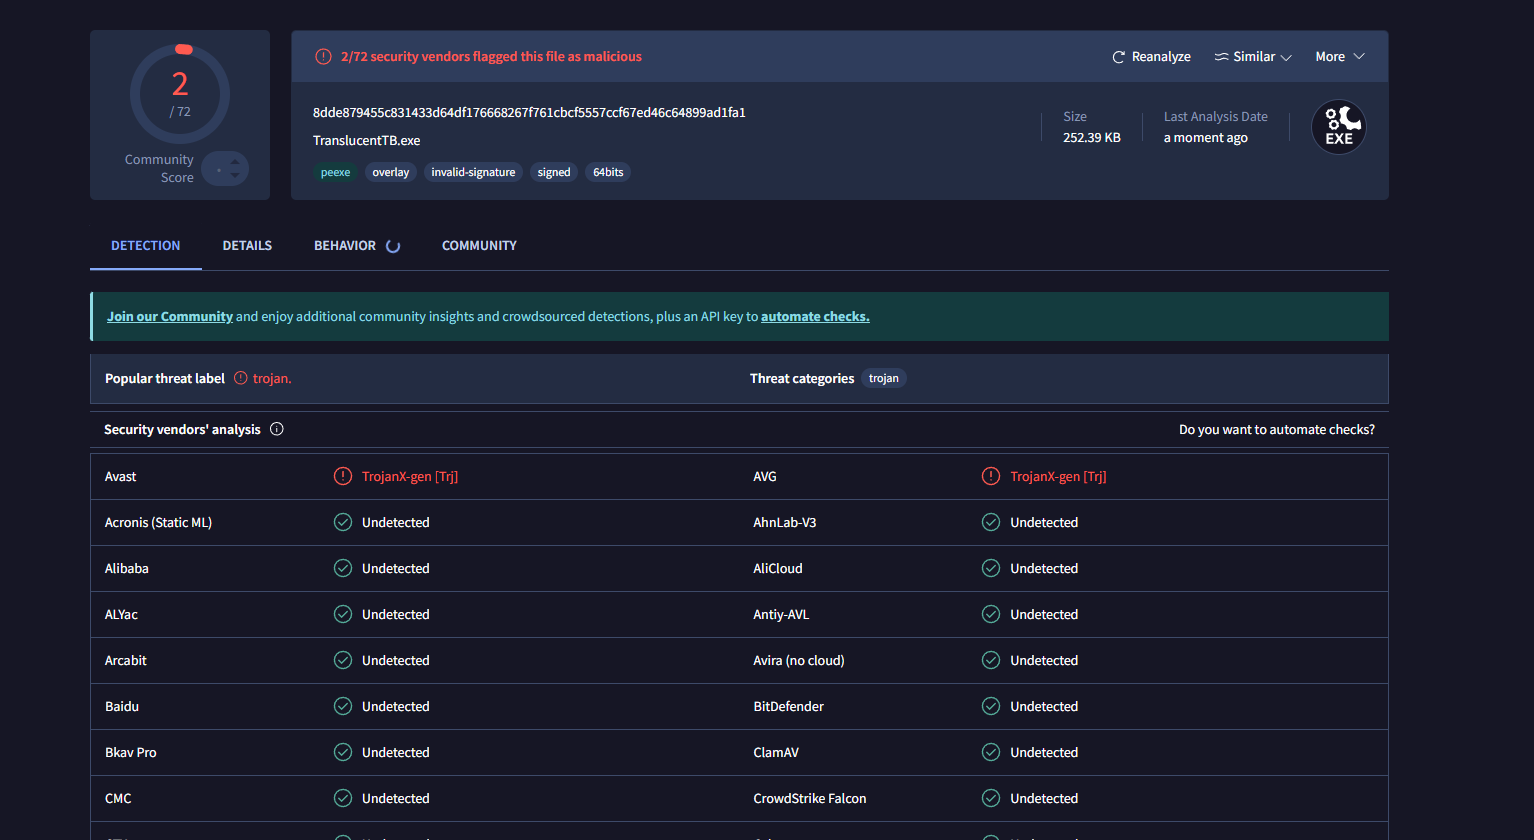 2
/ 72
Community
Score
2/72 security vendors flagged this file as malicious
Reanalyze
Similar
More
8dde879455c831433d64df176668267f761cbcf5557ccf67ed46c64899ad1fa1
TranslucentTB.exe
peexe
overlay
invalid-signature
signed
64bits
Size
252.39 KB
Last Analysis Date
a moment ago
EXE
DETECTION
DETAILS
BEHAVIOR
COMMUNITY
Join our Community and enjoy additional community insights and crowdsourced detections, plus an API key to automate checks.
Popular threat label trojan.
Threat categories trojan
Security vendors' analysis
Do you want to automate checks?
Avast TrojanX-gen [Trj] AVG TrojanX-gen [Trj]
Acronis (Static ML) Undetected AhnLab-V3 Undetected
Alibaba Undetected AliCloud Undetected
ALYac Undetected Antiy-AVL Undetected
Arcabit Undetected Avira (no cloud) Undetected
Baidu Undetected BitDefender Undetected
Bkav Pro Undetected ClamAV Undetected
CMC Undetected CrowdStrike Falcon Undetected